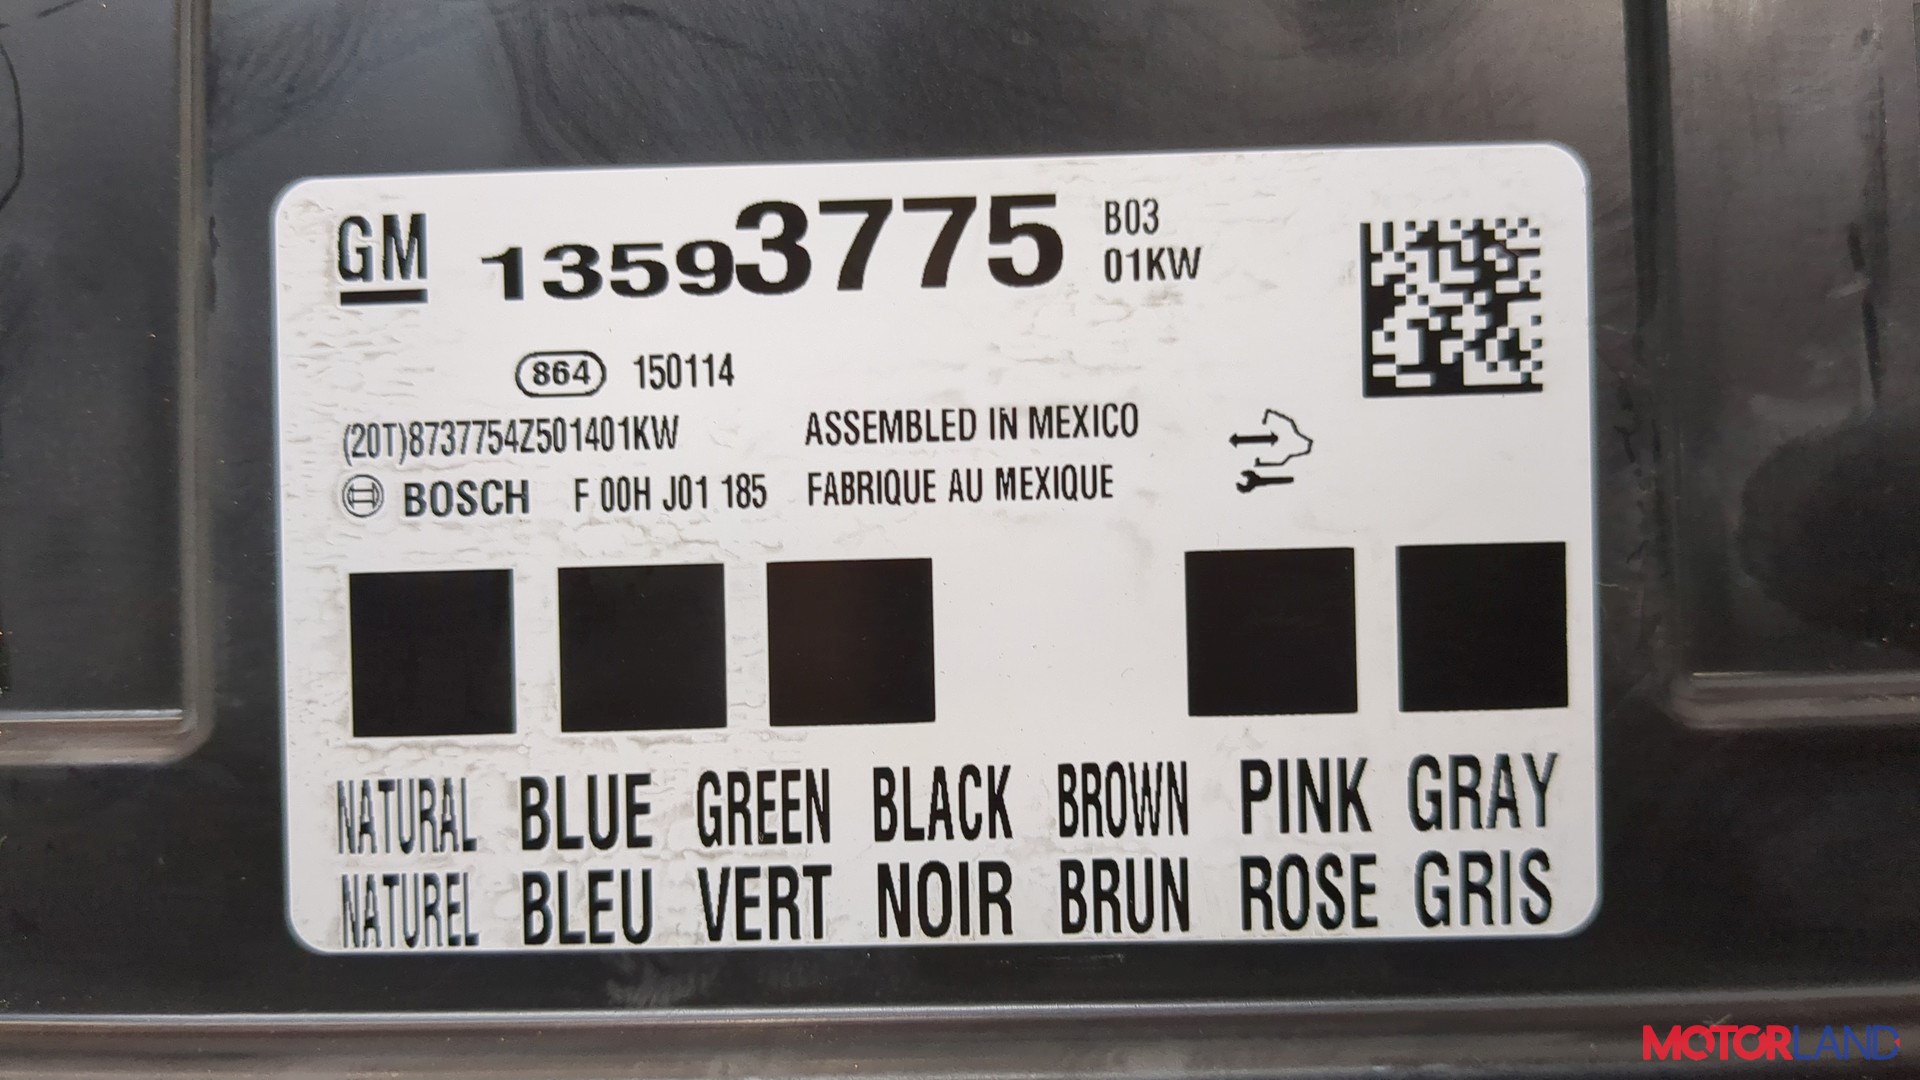 GM 13593775 B03
01KW
864 150114
(20T)8737754Z501401KW ASSEMBLED IN MEXICO
BOSCH F 00H J01 185 FABRIQUE AU MEXIQUE
NATURAL BLUE GREEN BLACK BROWN PINK GRAY
NATUREL BLEU VERT NOIR BRUN ROSE GRIS
MOTORLAND